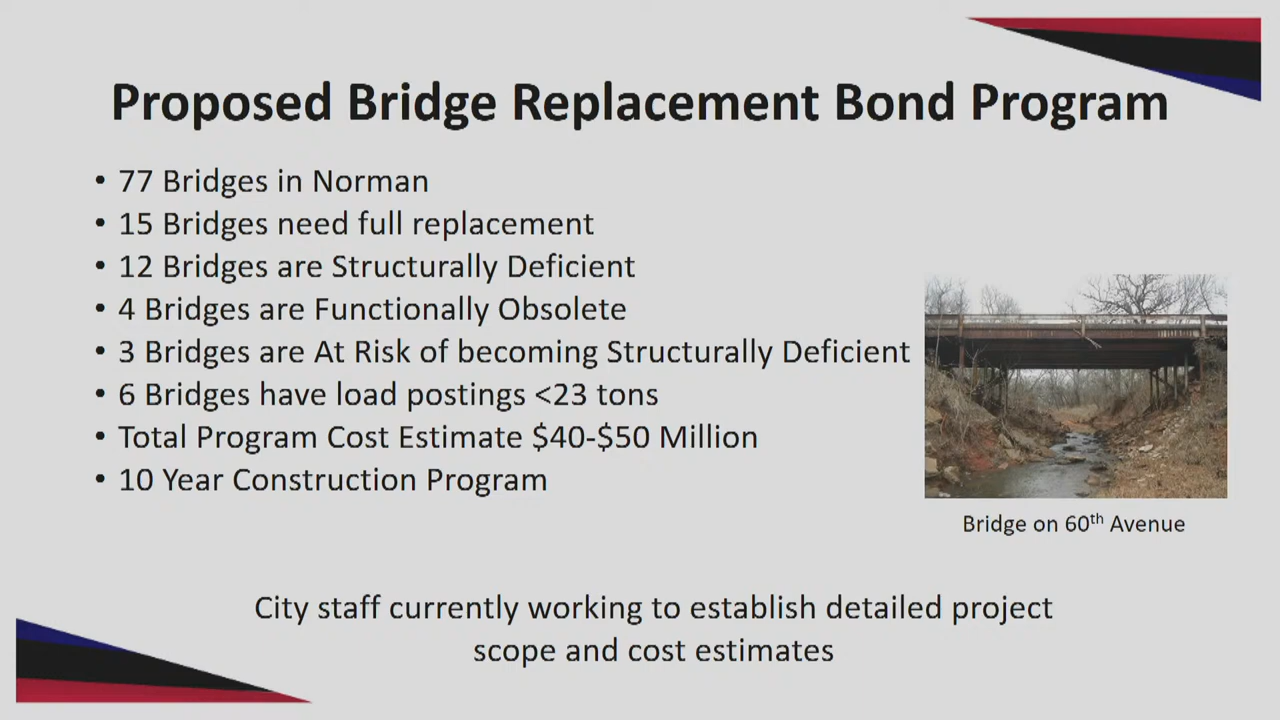 Proposed Bridge Replacement Bond Program
• 77 Bridges in Norman
• 15 Bridges need full replacement
• 12 Bridges are Structurally Deficient
• 4 Bridges are Functionally Obsolete
• 3 Bridges are At Risk of becoming Structurally Deficient
• 6 Bridges have load postings <23 tons
• Total Program Cost Estimate $40-$50 Million
• 10 Year Construction Program
Bridge on 60th Avenue
City staff currently working to establish detailed project
scope and cost estimates